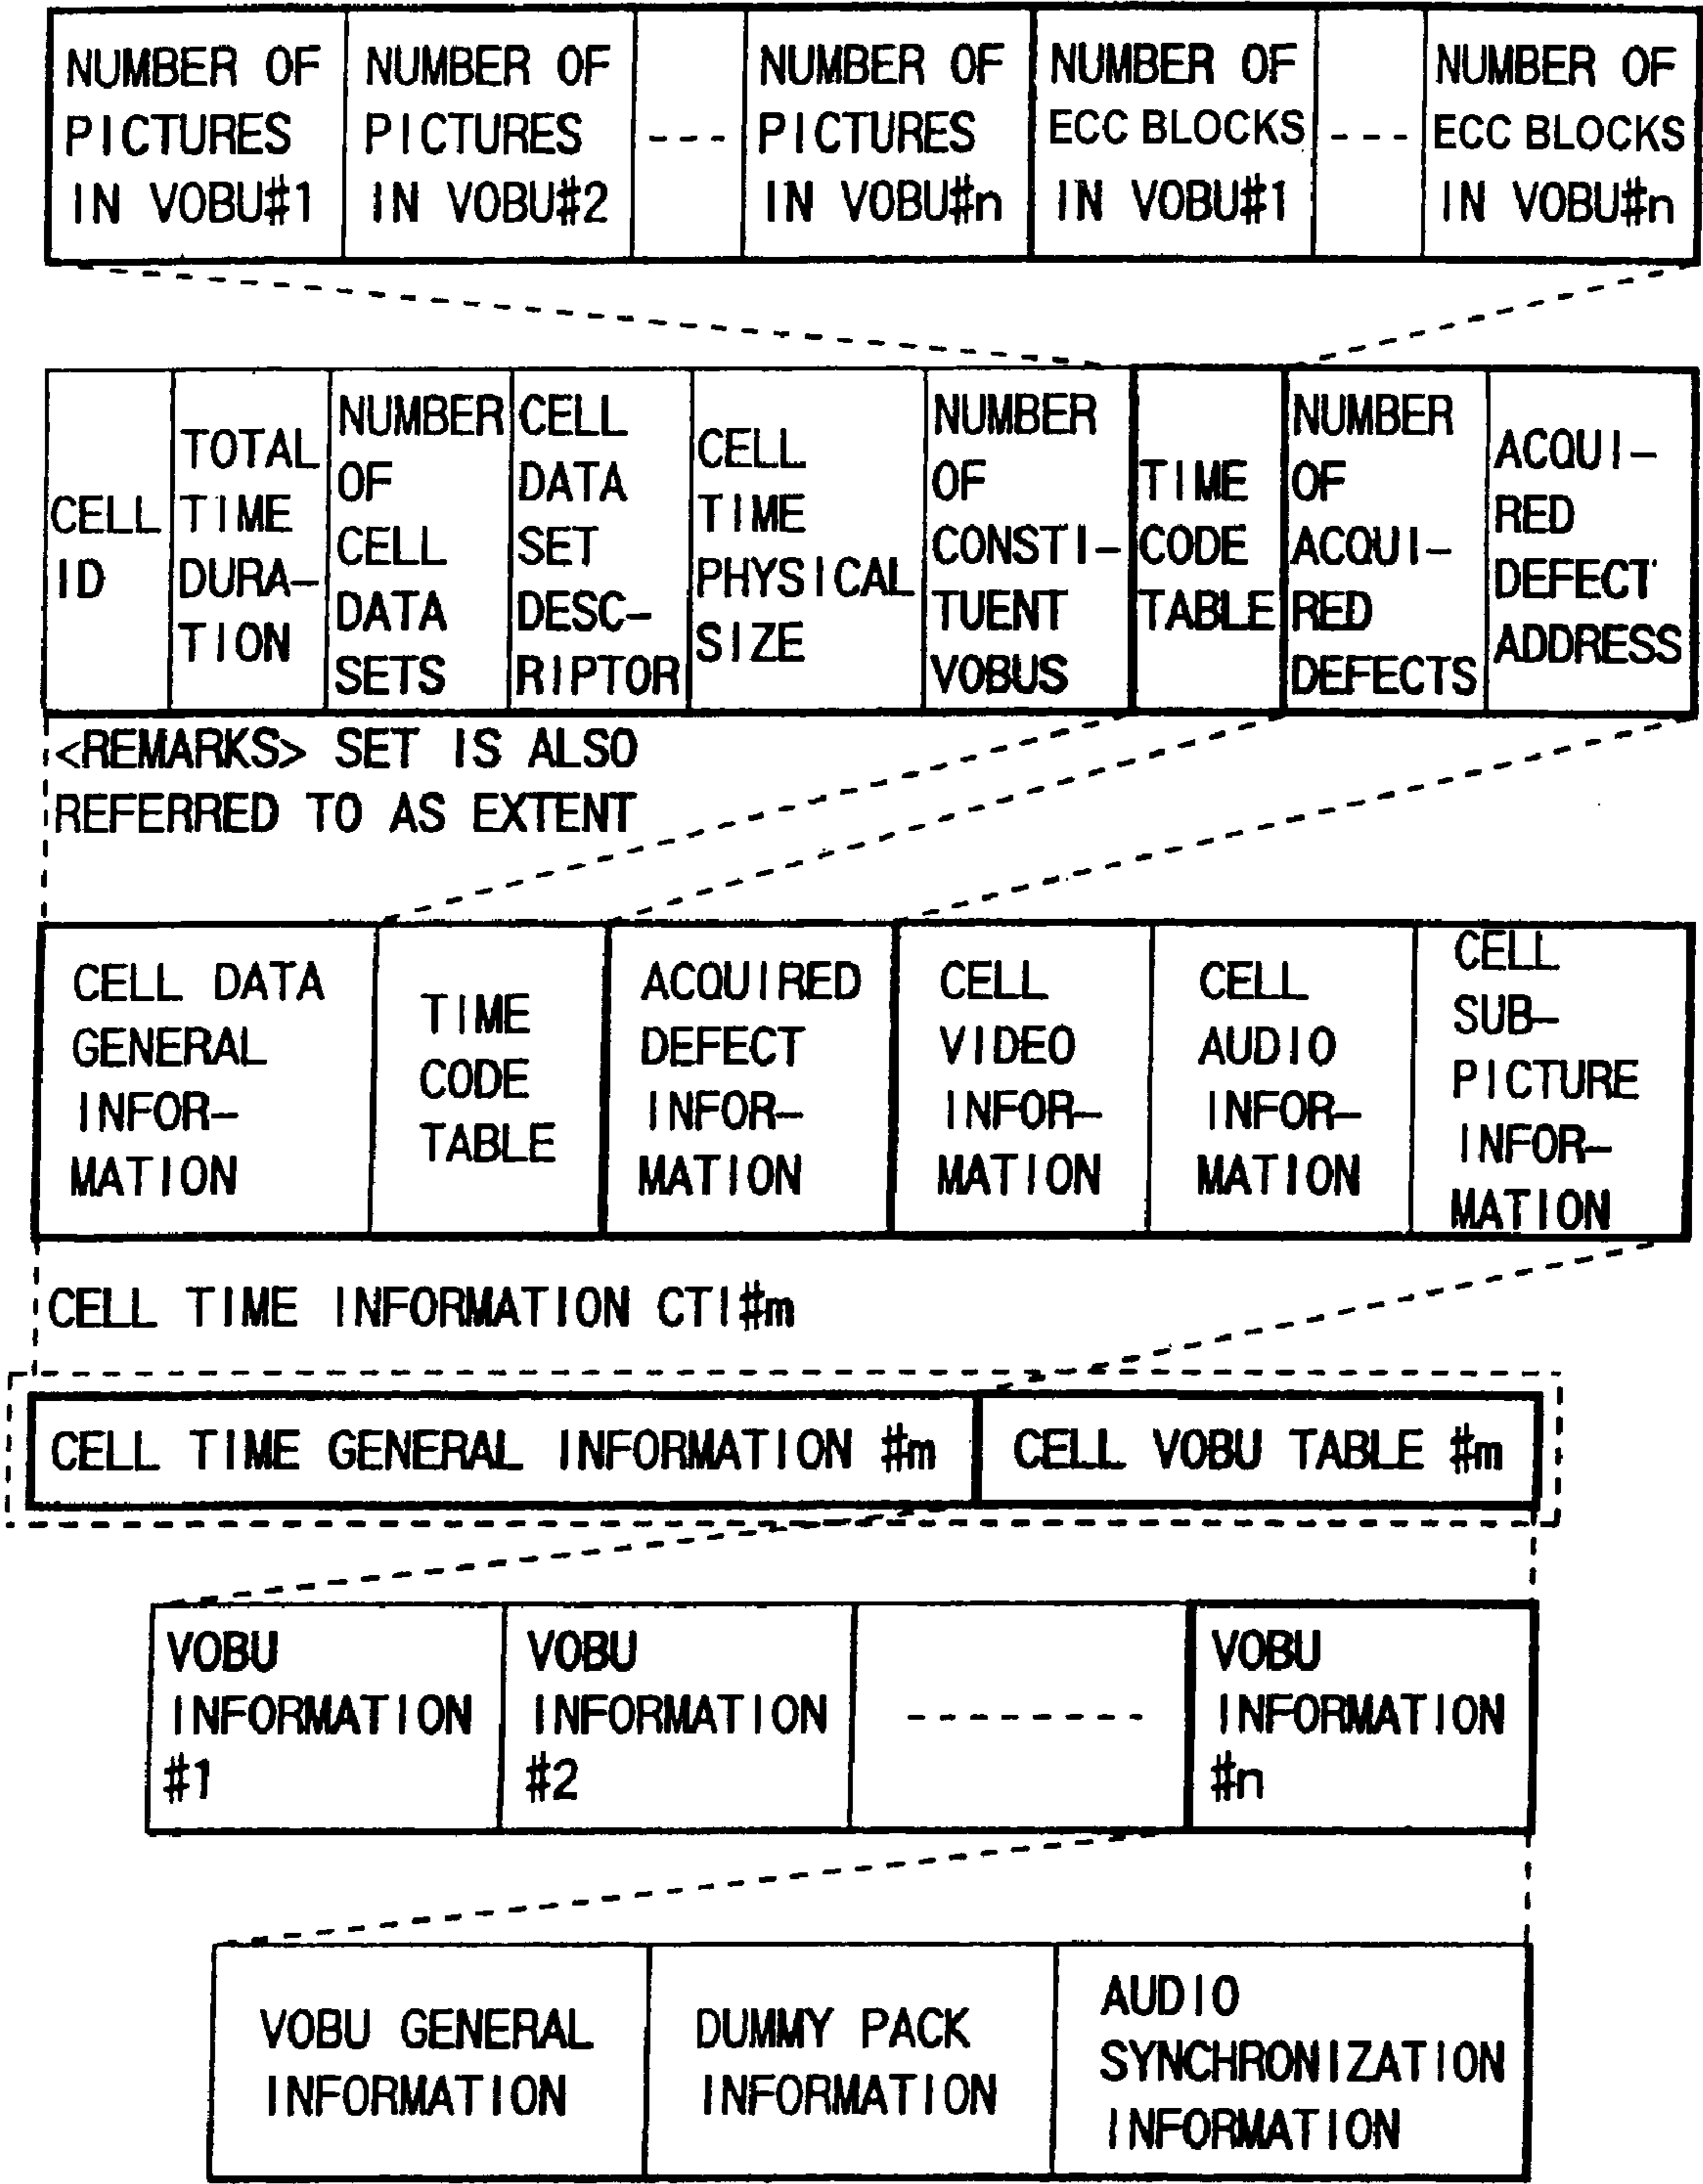 NUMBER OF
PICTURES
IN VOBU#1
NUMBER OF
PICTURES
IN VOBU#2
NUMBER OF
PICTURES
IN VOBU#n
NUMBER OF
ECC BLOCKS
IN VOBU#1
NUMBER OF
ECC BLOCKS
IN VOBU#n
CELL
ID
TOTAL
TIME
DURA-
TION
NUMBER
OF
CELL
DATA
SETS
CELL
DATA
SET
DESC-
RIPTOR
CELL
TIME
PHYSICAL
SIZE
NUMBER
OF
CONSTI-
TUENT
VOBUS
TIME
CODE
TABLE
NUMBER
OF
ACQUI-
RED
DEFECTS
ACQUI-
RED
DEFECT
ADDRESS
<REMARKS> SET IS ALSO
REFERRED TO AS EXTENT
CELL DATA
GENERAL
INFOR-
MATION
TIME
CODE
TABLE
ACQUIRED
DEFECT
INFOR-
MATION
CELL
VIDEO
INFOR-
MATION
CELL
AUDIO
INFOR-
MATION
CELL
SUB-
PICTURE
INFOR-
MATION
CELL TIME INFORMATION CTI#m
CELL TIME GENERAL INFORMATION #m
CELL VOBU TABLE #m
VOBU
INFORMATION
#1
VOBU
INFORMATION
#2
VOBU
INFORMATION
#n
VOBU GENERAL
INFORMATION
DUMMY PACK
INFORMATION
AUDIO
SYNCHRONIZATION
INFORMATION